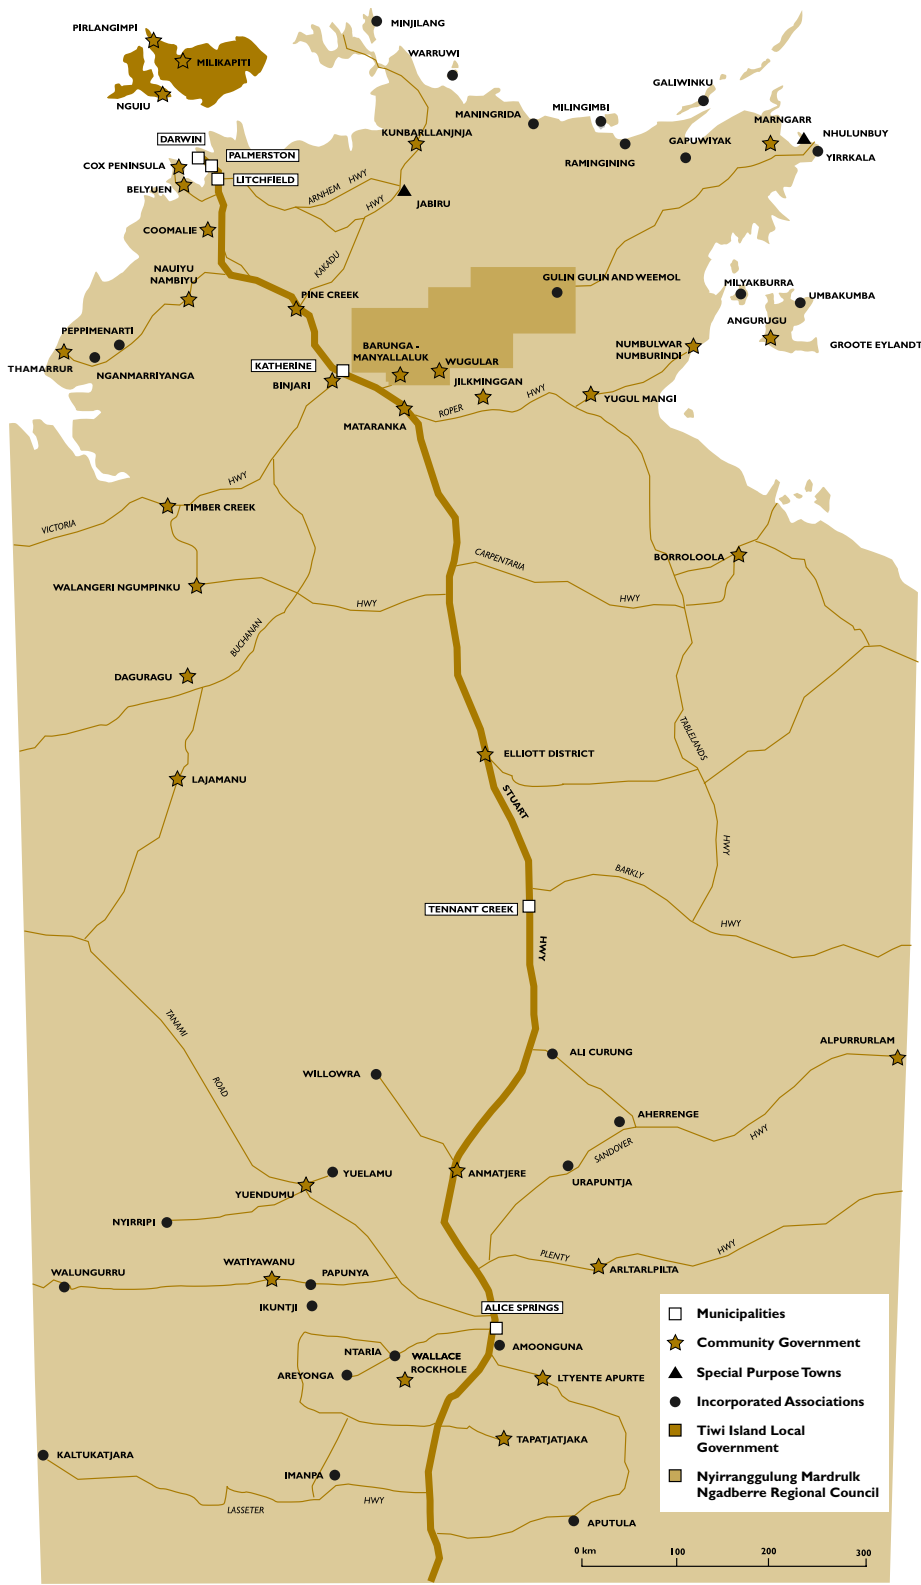 PIRLANGIMPI
MINJILANG
MILIKAPITI
WARRUWI
NGUIU
GALIWINKU
MANINGRIDA
MILINGIMBI
MARNGARR
NHULUNBUY
KUNBARLLANJNJA
DARWIN
PALMERSTON
COX PENINSULA
LITCHFIELD
BELYUEN
RAMINGINING
GAPUWIYAK
YIRRKALA
ARNHEM HWY
HWY
JABIRU
COOMALIE
KAKADU
NAUIYU
NAMBIYU
GULIN GULIN AND WEEMOL
MILYAKBURRA
UMBAKUMBA
PINE CREEK
ANGURUGU
PEPPIMENARTI
BARUNGA -
MANYALLALUK
WUGULAR
NUMBULWAR
NUMBURINDI
GROOTE EYLANDT
THAMARRUR
NGANMARRIYANGA
KATHERINE
BINJARI
JILKMINGGAN
YUGUL MANGI
MATARANKA
ROPER
HWY
HWY
TIMBER CREEK
VICTORIA
CARPENTARIA
BORROLOOLA
WALANGERI NGUMPINKU
HWY
HWY
BUCHANAN
DAGURAGU
TABLELANDS
ELLIOTT DISTRICT
LAJAMANU
STUART
HWY
BARKLY
TENNANT CREEK
HWY
HWY
TANAMI
ROAD
ALI CURUNG
ALPURRURLAM
WILLOWRA
AHERRENGE
HWY
SANDOVER
YUELAMU
ANMATJERE
URAPUNTJA
YUENDUMU
NYIRRIPI
PLENTY
HWY
WATIYAWANU
WALUNGURRU
PAPUNYA
ARLTARLPILTA
IKUNTJI
ALICE SPRINGS
NTARIA
WALLACE
ROCKHOLE
AMOONGUNA
AREYONGA
LTYENTE APURTE
TAPATJATJAKA
KALTUKATJARA
IMANPA
LASSETER
HWY
APUTULA
Municipalities
Community Government
Special Purpose Towns
Incorporated Associations
Tiwi Island Local
Government
Nyirranggulung Mardrulk
Ngadberre Regional Council
0 km
100
200
300